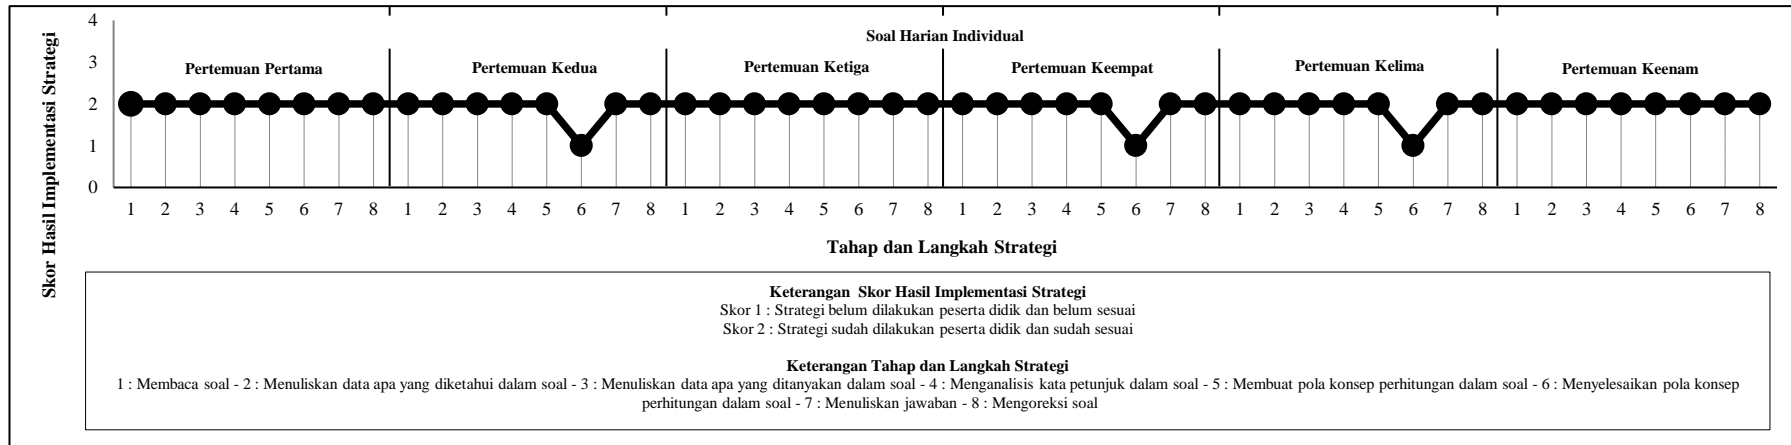 Skor Hasil Implementasi Strategi
4
3
2
1
0
Soal Harian Individual
Pertemuan Pertama
Pertemuan Kedua
Pertemuan Ketiga
Pertemuan Keempat
Pertemuan Kelima
Pertemuan Keenam
1 2 3 4 5 6 7 8 1 2 3 4 5 6 7 8 1 2 3 4 5 6 7 8 1 2 3 4 5 6 7 8 1 2 3 4 5 6 7 8 1 2 3 4 5 6 7 8
Tahap dan Langkah Strategi
Keterangan Skor Hasil Implementasi Strategi
Skor 1 : Strategi belum dilakukan peserta didik dan belum sesuai
Skor 2 : Strategi sudah dilakukan peserta didik dan sudah sesuai
Keterangan Tahap dan Langkah Strategi
1 : Membaca soal - 2 : Menuliskan data apa yang diketahui dalam soal - 3 : Menuliskan data apa yang ditanyakan dalam soal - 4 : Menganalisis kata petunjuk dalam soal - 5 : Membuat pola konsep perhitungan dalam soal - 6 : Menyelesaikan pola konsep
perhitungan dalam soal - 7 : Menuliskan jawaban - 8 : Mengoreksi soal